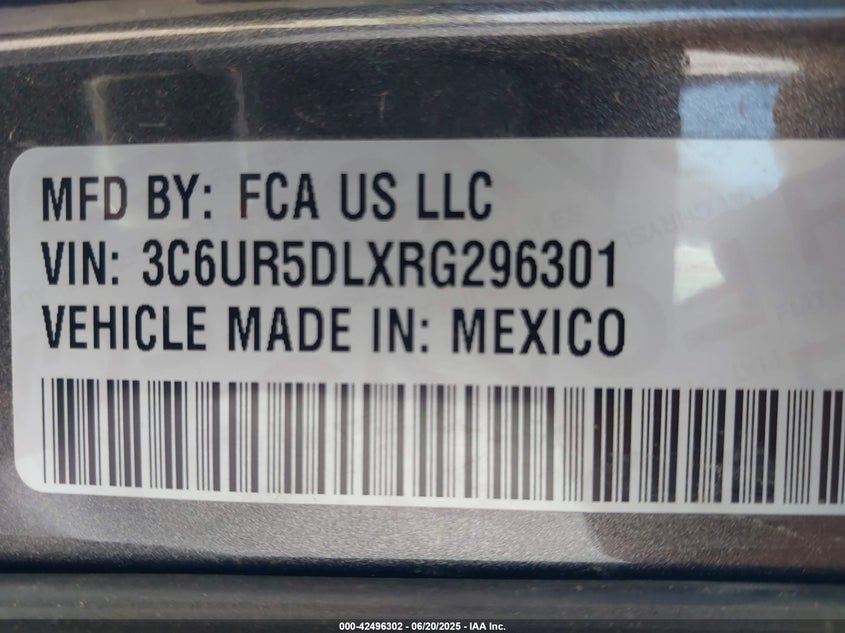 MFD BY: FCA US LLC
VIN: 3C6UR5DLXRG296301
VEHICLE MADE IN: MEXICO
000-42496302 - 06/20/2025 - IAA Inc.